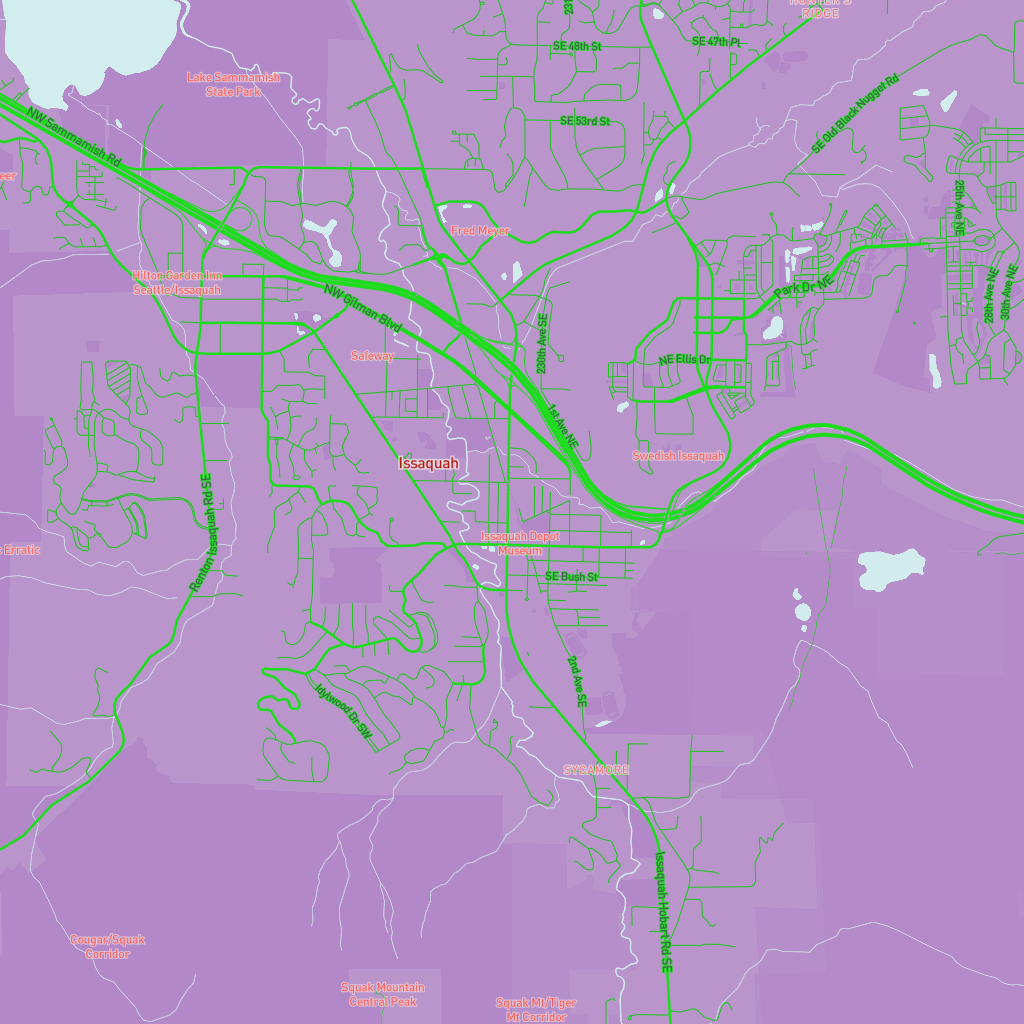 HUNTER'S
RIDGE
231
SE 48th St
SE 47th Pl
Lake Sammamish
State Park
SE Old Black Nugget Rd
NW Sammamish Rd
SE 53rd St
25th Ave NE
Fred Meyer
Hilton Garden Inn
Seattle/Issaquah
Park Dr NE
28th Ave NE
30th Ave NE
NW Gilman Blvd
230th Ave SE
Safeway
NE Ellis Dr
1st Ave NE
Issaquah
Swedish Issaquah
Renton Issaquah Rd SE
Issaquah Depot
Museum
Erratic
SE Bush St
2nd Ave SE
Idylwood Dr SW
SYCAMORE
Issaquah Hobart Rd SE
Cougar/Squak
Corridor
Squak Mountain
Central Peak
Squak Mt/Tiger
Mt Corridor